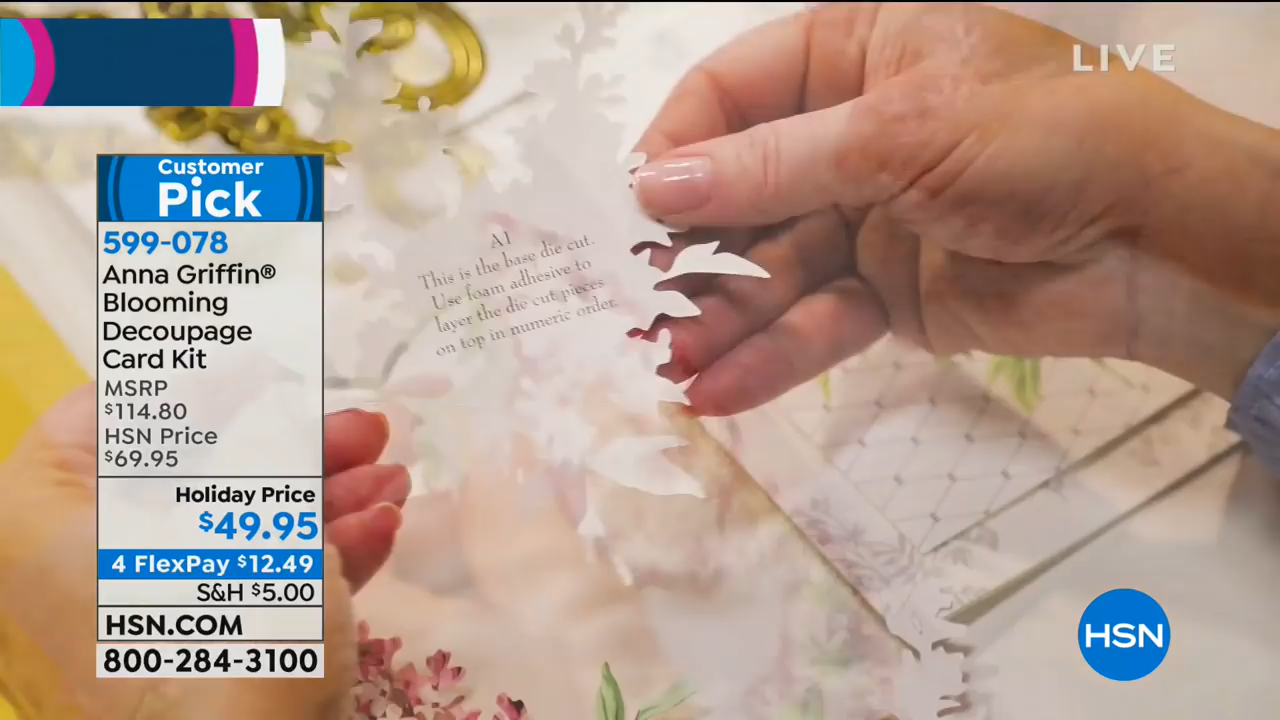 LIVE
Customer
Pick
599-078
Anna Griffin®
Blooming
Decoupage
Card Kit
MSRP
$114.80
HSN Price
$69.95
Holiday Price
$49.95
4 FlexPay $12.49
S&H $5.00
HSN.COM
800-284-3100
A1
This is the base die cut.
Use foam adhesive to
layer the die cut pieces
on top in numeric order.
HSN